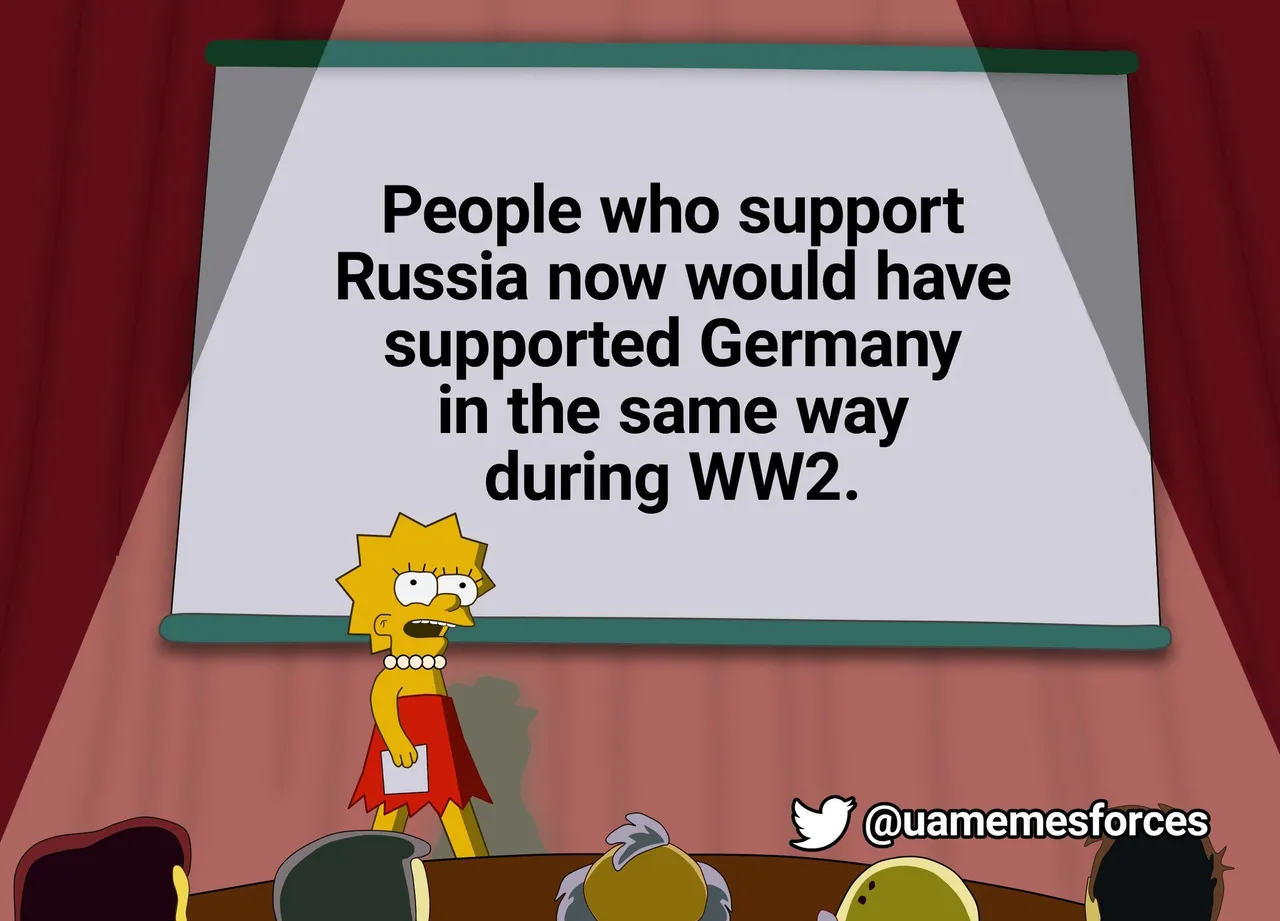 People who support
Russia now would have
supported Germany
in the same way
during WW2.
@uamemesforces